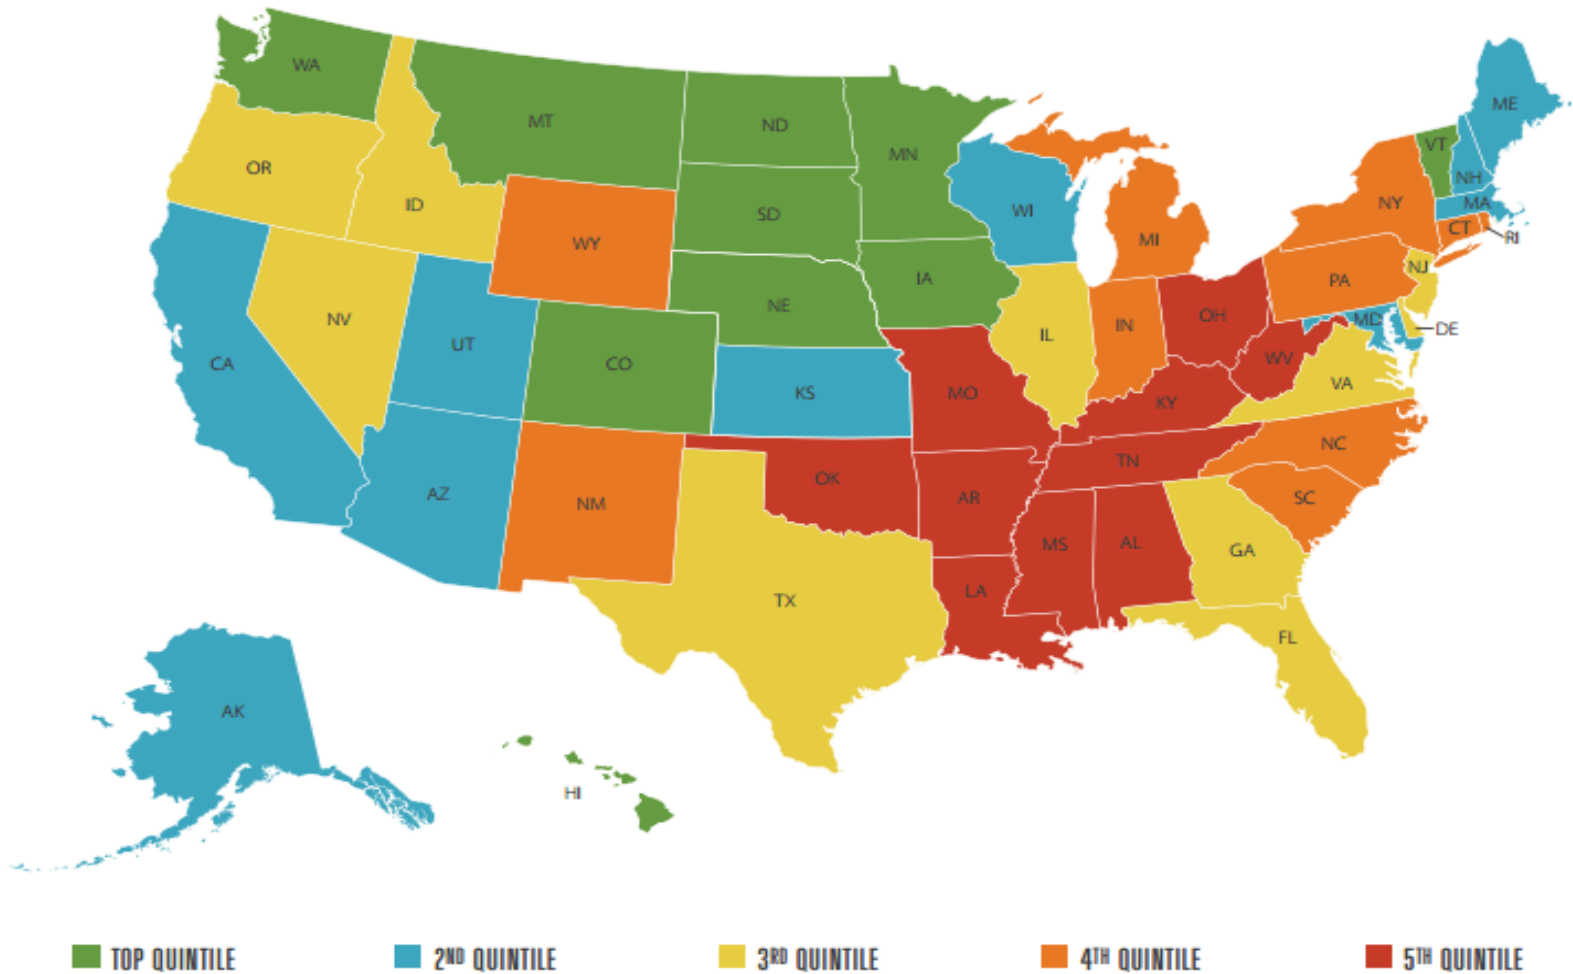 WA
MT
ND
MN
ME
VT
OR
ID
SD
WI
NH
NY
MA
WY
MI
CT
RI
IA
NJ
PA
NE
NV
OH
MD
DE
IN
IL
UT
CO
WV
CA
KS
MO
VA
KY
NC
TN
OK
AZ
AR
SC
NM
MS
AL
GA
LA
TX
FL
AK
HI
TOP QUINTILE
2ND QUINTILE
3RD QUINTILE
4TH QUINTILE
5TH QUINTILE